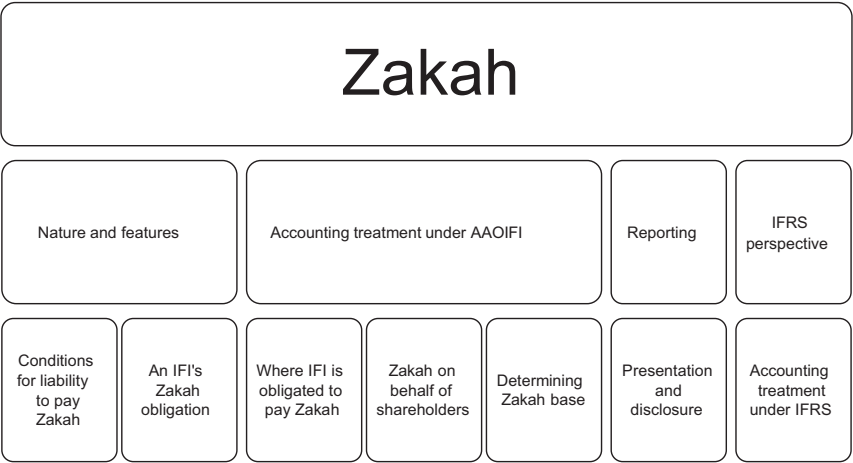 Zakah
Nature and features
Accounting treatment under AAOIFI
Reporting
IFRS
perspective
Conditions
for liability
to pay
Zakah
An IFI's
Zakah
obligation
Where IFI is
obligated to
pay Zakah
Zakah on
behalf of
shareholders
Determining
Zakah base
Presentation
and
disclosure
Accounting
treatment
under IFRS